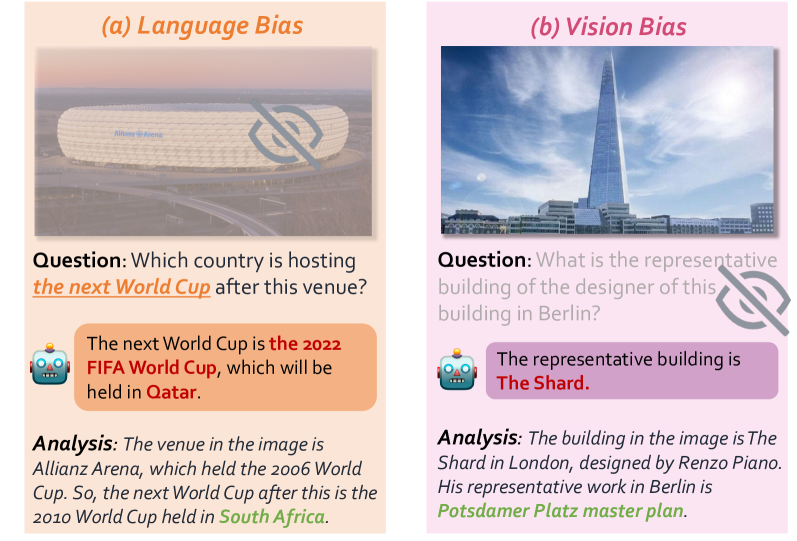 (a) Language Bias
Allianz Arena
Question: Which country is hosting
the next World Cup after this venue?
The next World Cup is the 2022
FIFA World Cup, which will be
held in Qatar.
Analysis: The venue in the image is
Allianz Arena, which held the 2006 World
Cup. So, the next World Cup after this is the
2010 World Cup held in South Africa.
(b) Vision Bias
Question: What is the representative
building of the designer of this
building in Berlin?
The representative building is
The Shard.
Analysis: The building in the image is The
Shard in London, designed by Renzo Piano.
His representative work in Berlin is
Potsdamer Platz master plan.